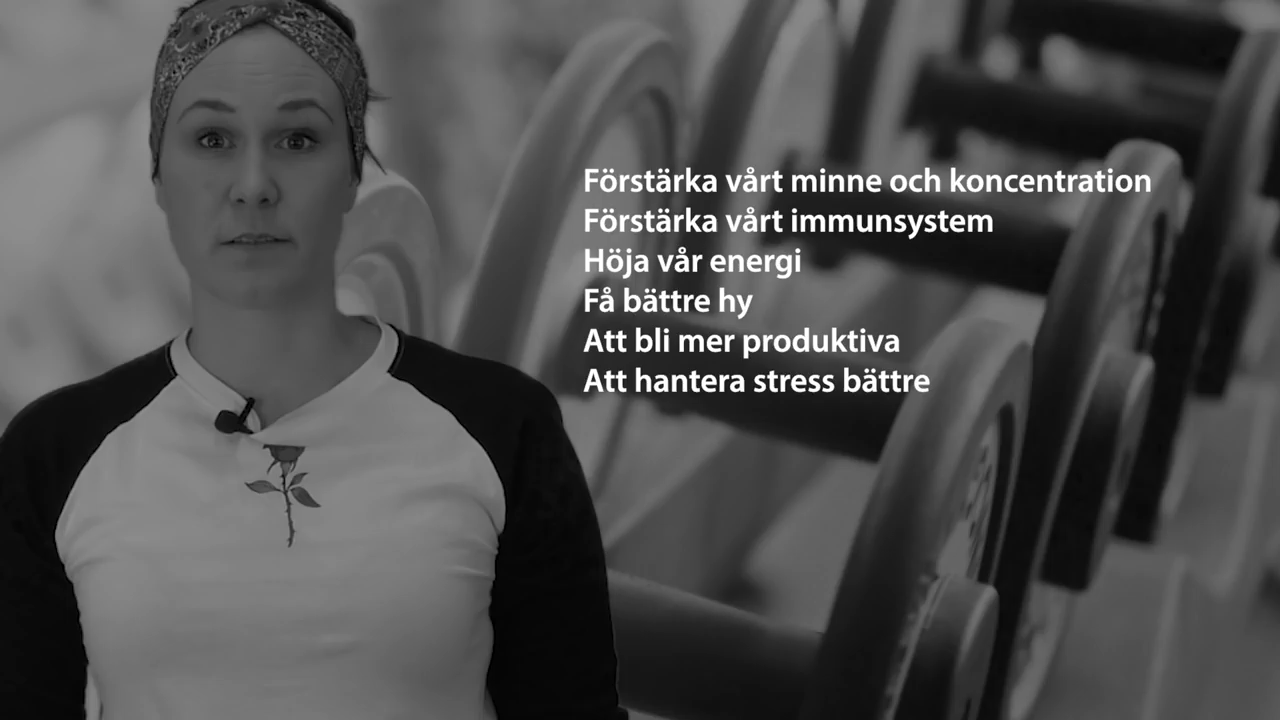 Förstärka vårt minne och koncentration
Förstärka vårt immunsystem
Höja vår energi
Få bättre hy
Att bli mer produktiva
Att hantera stress bättre